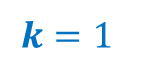 k = 1